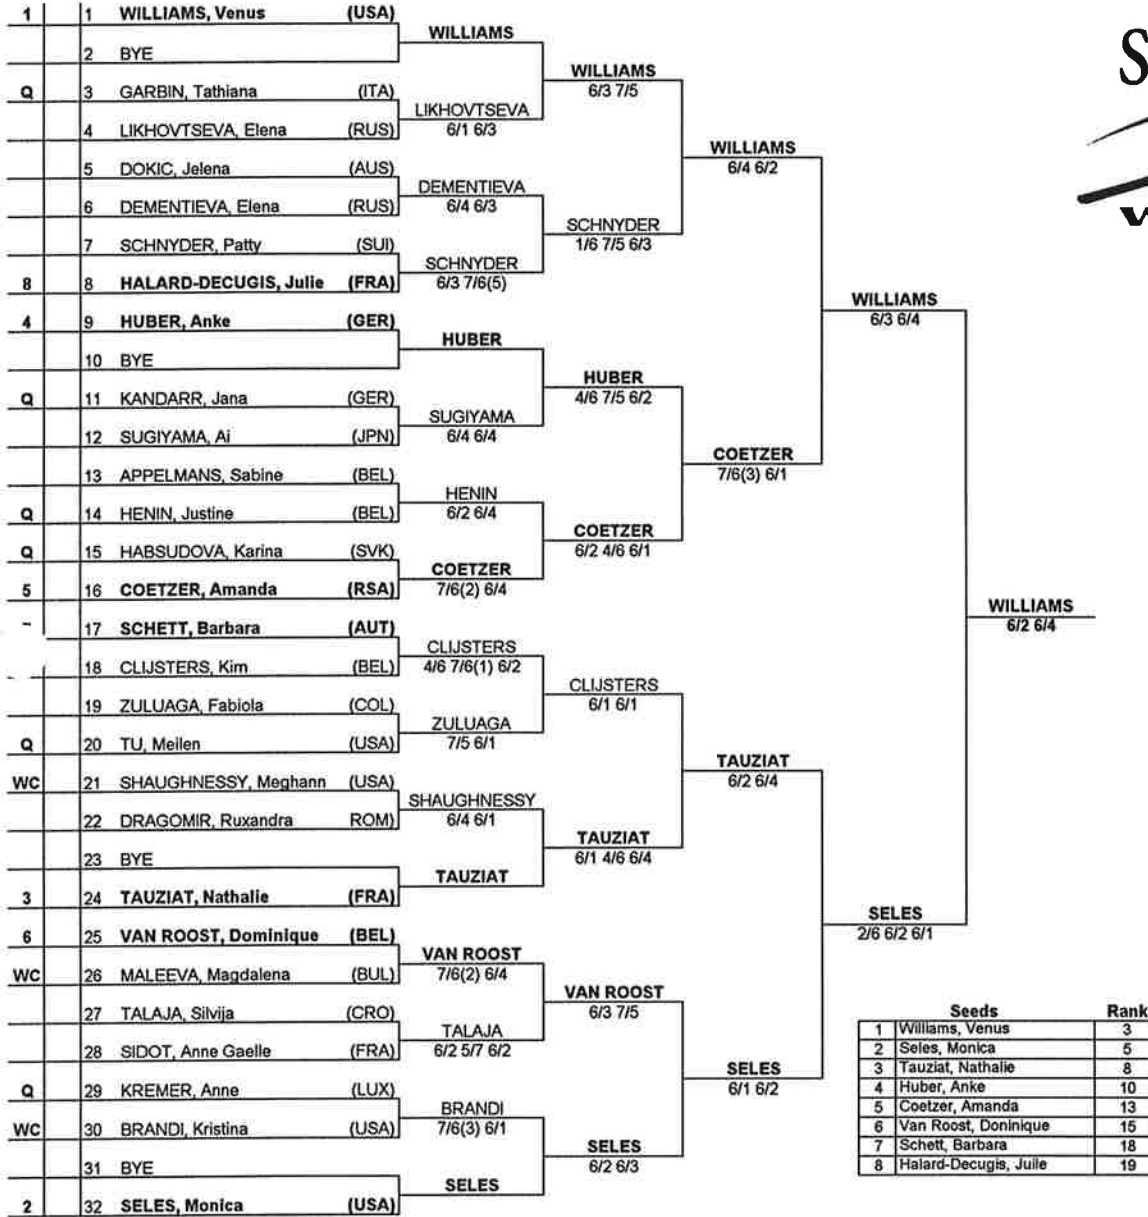 1 1 WILLIAMS, Venus (USA)
2 BYE
Q 3 GARBIN, Tathiana (ITA)
4 LIKHOVTSEVA, Elena (RUS)
5 DOKIC, Jelena (AUS)
6 DEMENTIEVA, Elena (RUS)
7 SCHNYDER, Patty (SUI)
8 8 HALARD-DECUGIS, Julie (FRA)
4 9 HUBER, Anke (GER)
10 BYE
Q 11 KANDARR, Jana (GER)
12 SUGIYAMA, Ai (JPN)
13 APPELMANS, Sabine (BEL)
Q 14 HENIN, Justine (BEL)
Q 15 HABSUDOVA, Karina (SVK)
5 16 COETZER, Amanda (RSA)
17 SCHETT, Barbara (AUT)
18 CLIJSTERS, Kim (BEL)
19 ZULUAGA, Fabiola (COL)
Q 20 TU, Meilen (USA)
WC 21 SHAUGHNESSY, Meghann (USA)
22 DRAGOMIR, Ruxandra ROM)
23 BYE
3 24 TAUZIAT, Nathalie (FRA)
6 25 VAN ROOST, Dominique (BEL)
WC 26 MALEEVA, Magdalena (BUL)
27 TALAJA, Silvija (CRO)
28 SIDOT, Anne Gaelle (FRA)
Q 29 KREMER, Anne (LUX)
WC 30 BRANDI, Kristina (USA)
31 BYE
2 32 SELES, Monica (USA)
WILLIAMS
LIKHOVTSEVA
6/1 6/3
DEMENTIEVA
6/4 6/3
SCHNYDER
6/3 7/6(5)
HUBER
SUGIYAMA
6/4 6/4
HENIN
6/2 6/4
COETZER
7/6(2) 6/4
CLIJSTERS
4/6 7/6(1) 6/2
ZULUAGA
7/5 6/1
SHAUGHNESSY
6/4 6/1
TAUZIAT
VAN ROOST
7/6(2) 6/4
TALAJA
6/2 5/7 6/2
BRANDI
7/6(3) 6/1
SELES
WILLIAMS
6/3 7/5
SCHNYDER
1/6 7/5 6/3
HUBER
4/6 7/5 6/2
COETZER
6/2 4/6 6/1
CLIJSTERS
6/1 6/1
TAUZIAT
6/1 4/6 6/4
VAN ROOST
6/3 7/5
SELES
6/2 6/3
WILLIAMS
6/4 6/2
COETZER
7/6(3) 6/1
TAUZIAT
6/2 6/4
SELES
6/1 6/2
WILLIAMS
6/3 6/4
SELES
2/6 6/2 6/1
WILLIAMS
6/2 6/4
S
Seeds Rank
1 Williams, Venus 3
2 Seles, Monica 5
3 Tauziat, Nathalie 8
4 Huber, Anke 10
5 Coetzer, Amanda 13
6 Van Roost, Doninique 15
7 Schett, Barbara 18
8 Halard-Decugis, Juile 19